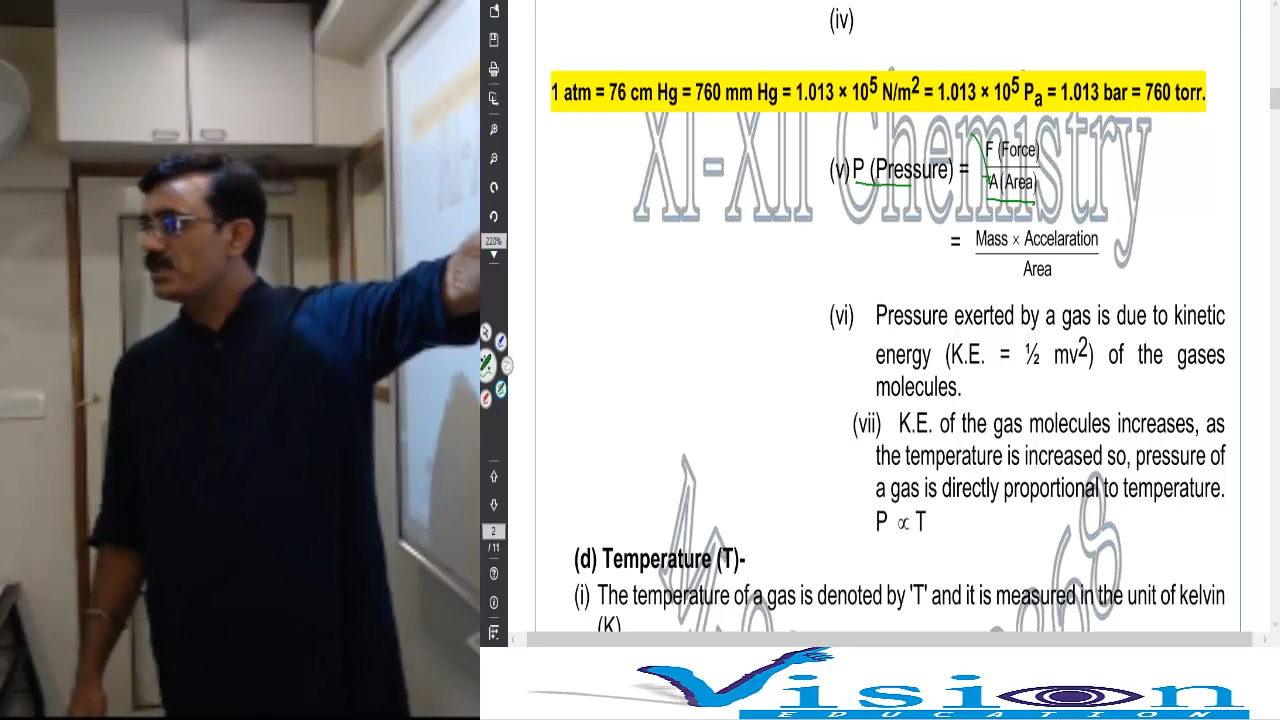 (iv)
1 atm = 76 cm Hg = 760 mm Hg = 1.013 × 10⁵ N/m² = 1.013 × 10⁵ Pₐ = 1.013 bar = 760 torr.
XI-XII Chemistry
(v) P (Pressure) = F (Force)
A (Area)
= Mass × Accelaration
Area
(vi) Pressure exerted by a gas is due to kinetic
energy (K.E. = ½ mv²) of the gases
molecules.
(vii) K.E. of the gas molecules increases, as
the temperature is increased so, pressure of
a gas is directly proportional to temperature.
P ∝ T
(d) Temperature (T)-
(i) The temperature of a gas is denoted by 'T' and it is measured in the unit of kelvin
(K)
220%
2
/ 11
Vision
EDUCATION